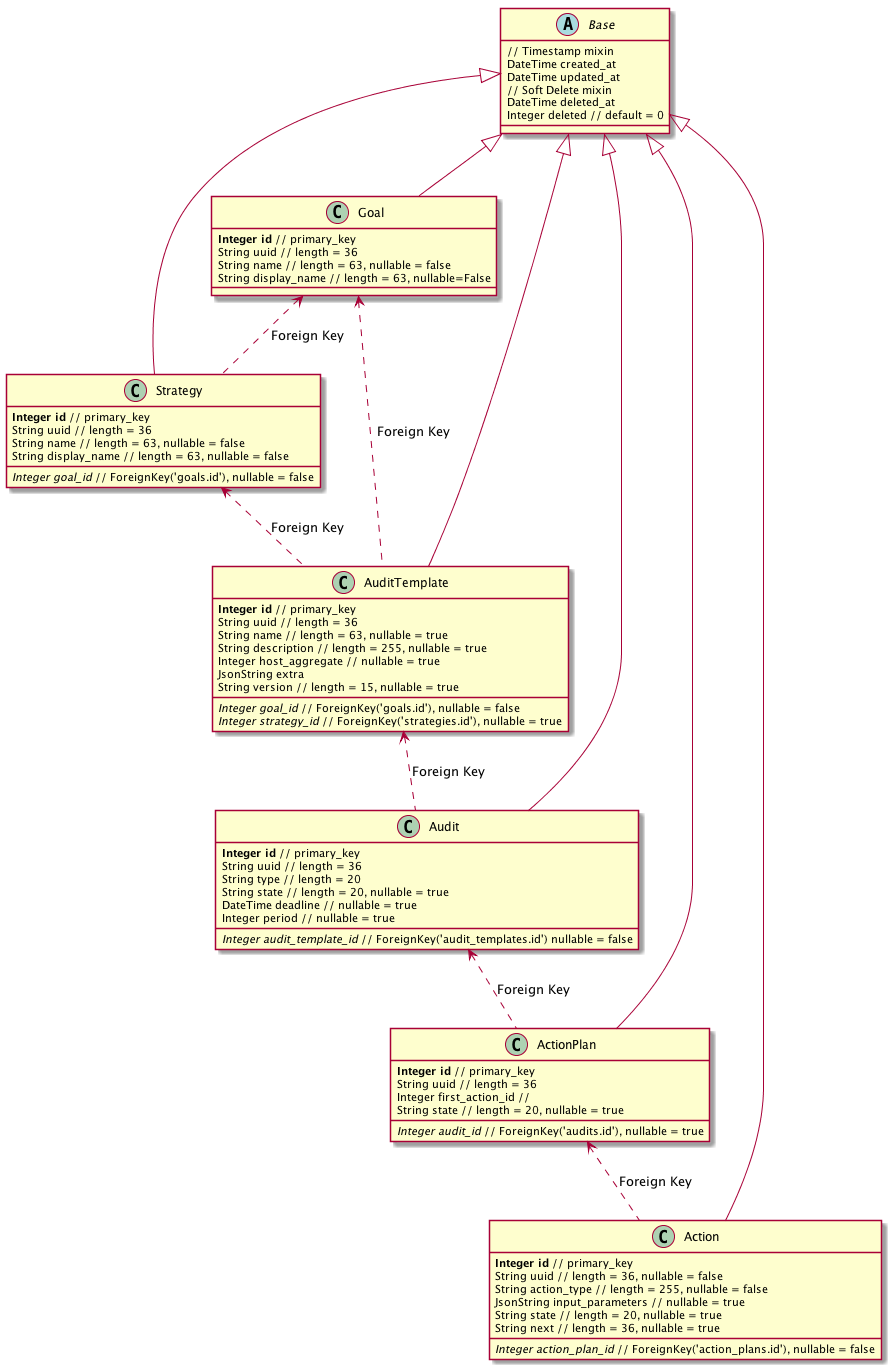 A Base
// Timestamp mixin
DateTime created_at
DateTime updated_at
// Soft Delete mixin
DateTime deleted_at
Integer deleted // default = 0
C Goal
Integer id // primary_key
String uuid // length = 36
String name // length = 63, nullable = false
String display_name // length = 63, nullable=False
Foreign Key
C Strategy
Integer id // primary_key
String uuid // length = 36
String name // length = 63, nullable = false
String display_name // length = 63, nullable = false
Integer goal_id // ForeignKey('goals.id'), nullable = false
Foreign Key
Foreign Key
C AuditTemplate
Integer id // primary_key
String uuid // length = 36
String name // length = 63, nullable = true
String description // length = 255, nullable = true
Integer host_aggregate // nullable = true
JsonString extra
String version // length = 15, nullable = true
Integer goal_id // ForeignKey('goals.id'), nullable = false
Integer strategy_id // ForeignKey('strategies.id'), nullable = true
Foreign Key
C Audit
Integer id // primary_key
String uuid // length = 36
String type // length = 20
String state // length = 20, nullable = true
DateTime deadline // nullable = true
Integer period // nullable = true
Integer audit_template_id // ForeignKey('audit_templates.id') nullable = false
Foreign Key
C ActionPlan
Integer id // primary_key
String uuid // length = 36
Integer first_action_id //
String state // length = 20, nullable = true
Integer audit_id // ForeignKey('audits.id'), nullable = true
Foreign Key
C Action
Integer id // primary_key
String uuid // length = 36, nullable = false
String action_type // length = 255, nullable = false
JsonString input_parameters // nullable = true
String state // length = 20, nullable = true
String next // length = 36, nullable = true
Integer action_plan_id // ForeignKey('action_plans.id'), nullable = false